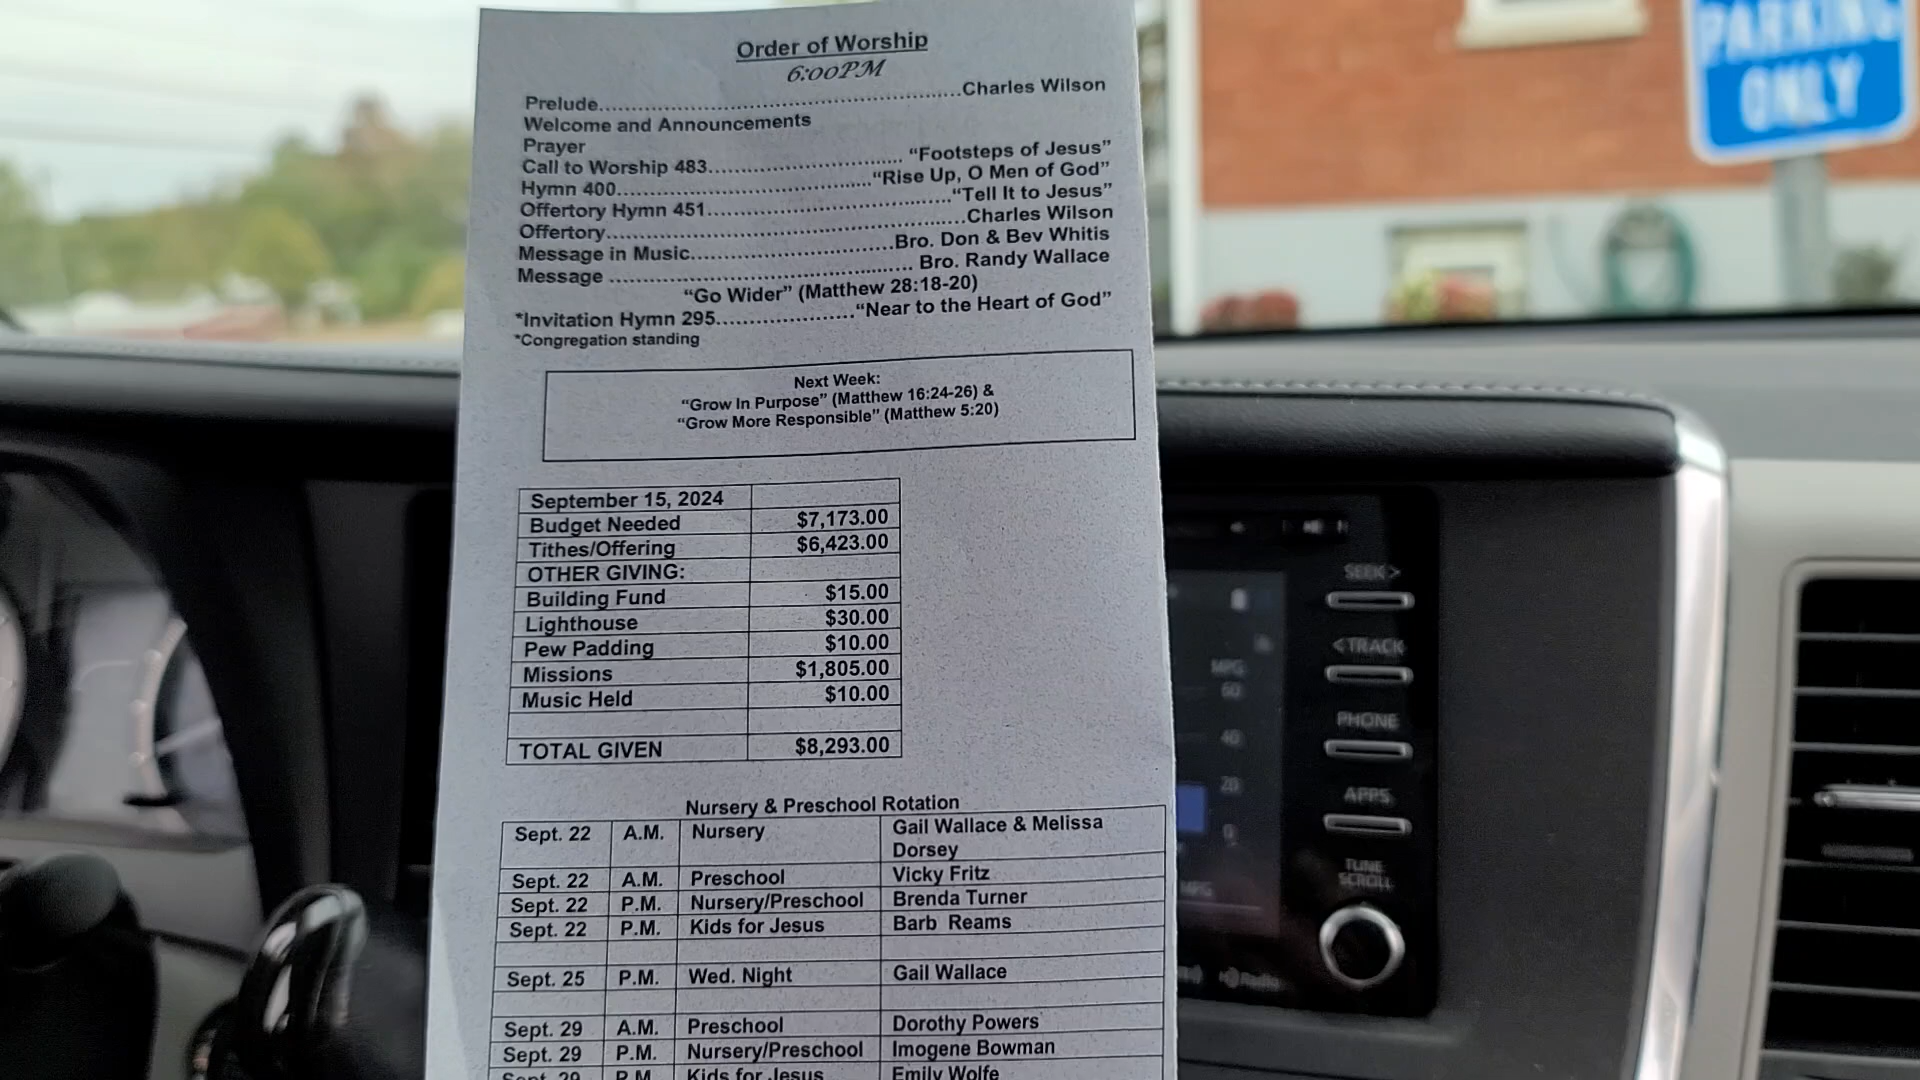 Order of Worship
6:00PM
Prelude..........................................................Charles Wilson
Welcome and Announcements
Prayer
Call to Worship 483............................... “Footsteps of Jesus”
Hymn 400.........................................“Rise Up, O Men of God”
Offertory Hymn 451.......................................“Tell It to Jesus”
Offertory..........................................................Charles Wilson
Message in Music.................................Bro. Don & Bev Whitis
Message ................................................. Bro. Randy Wallace
“Go Wider” (Matthew 28:18-20)
*Invitation Hymn 295.....................“Near to the Heart of God”
*Congregation standing
Next Week:
“Grow In Purpose” (Matthew 16:24-26) &
“Grow More Responsible” (Matthew 5:20)
September 15, 2024
Budget Needed $7,173.00
Tithes/Offering $6,423.00
OTHER GIVING:
Building Fund $15.00
Lighthouse $30.00
Pew Padding $10.00
Missions $1,805.00
Music Held $10.00
TOTAL GIVEN $8,293.00
Nursery & Preschool Rotation
Sept. 22 A.M. Nursery Gail Wallace & Melissa
Dorsey
Sept. 22 A.M. Preschool Vicky Fritz
Sept. 22 P.M. Nursery/Preschool Brenda Turner
Sept. 22 P.M. Kids for Jesus Barb Reams
Sept. 25 P.M. Wed. Night Gail Wallace
Sept. 29 A.M. Preschool Dorothy Powers
Sept. 29 P.M. Nursery/Preschool Imogene Bowman
Sept. 29 P.M. Kids for Jesus Emily Wolfe
PARKING
ONLY
SEEK >
< TRACK
PHONE
APPS
TUNE
SCROLL
MPG
60
40
20
0
MPG